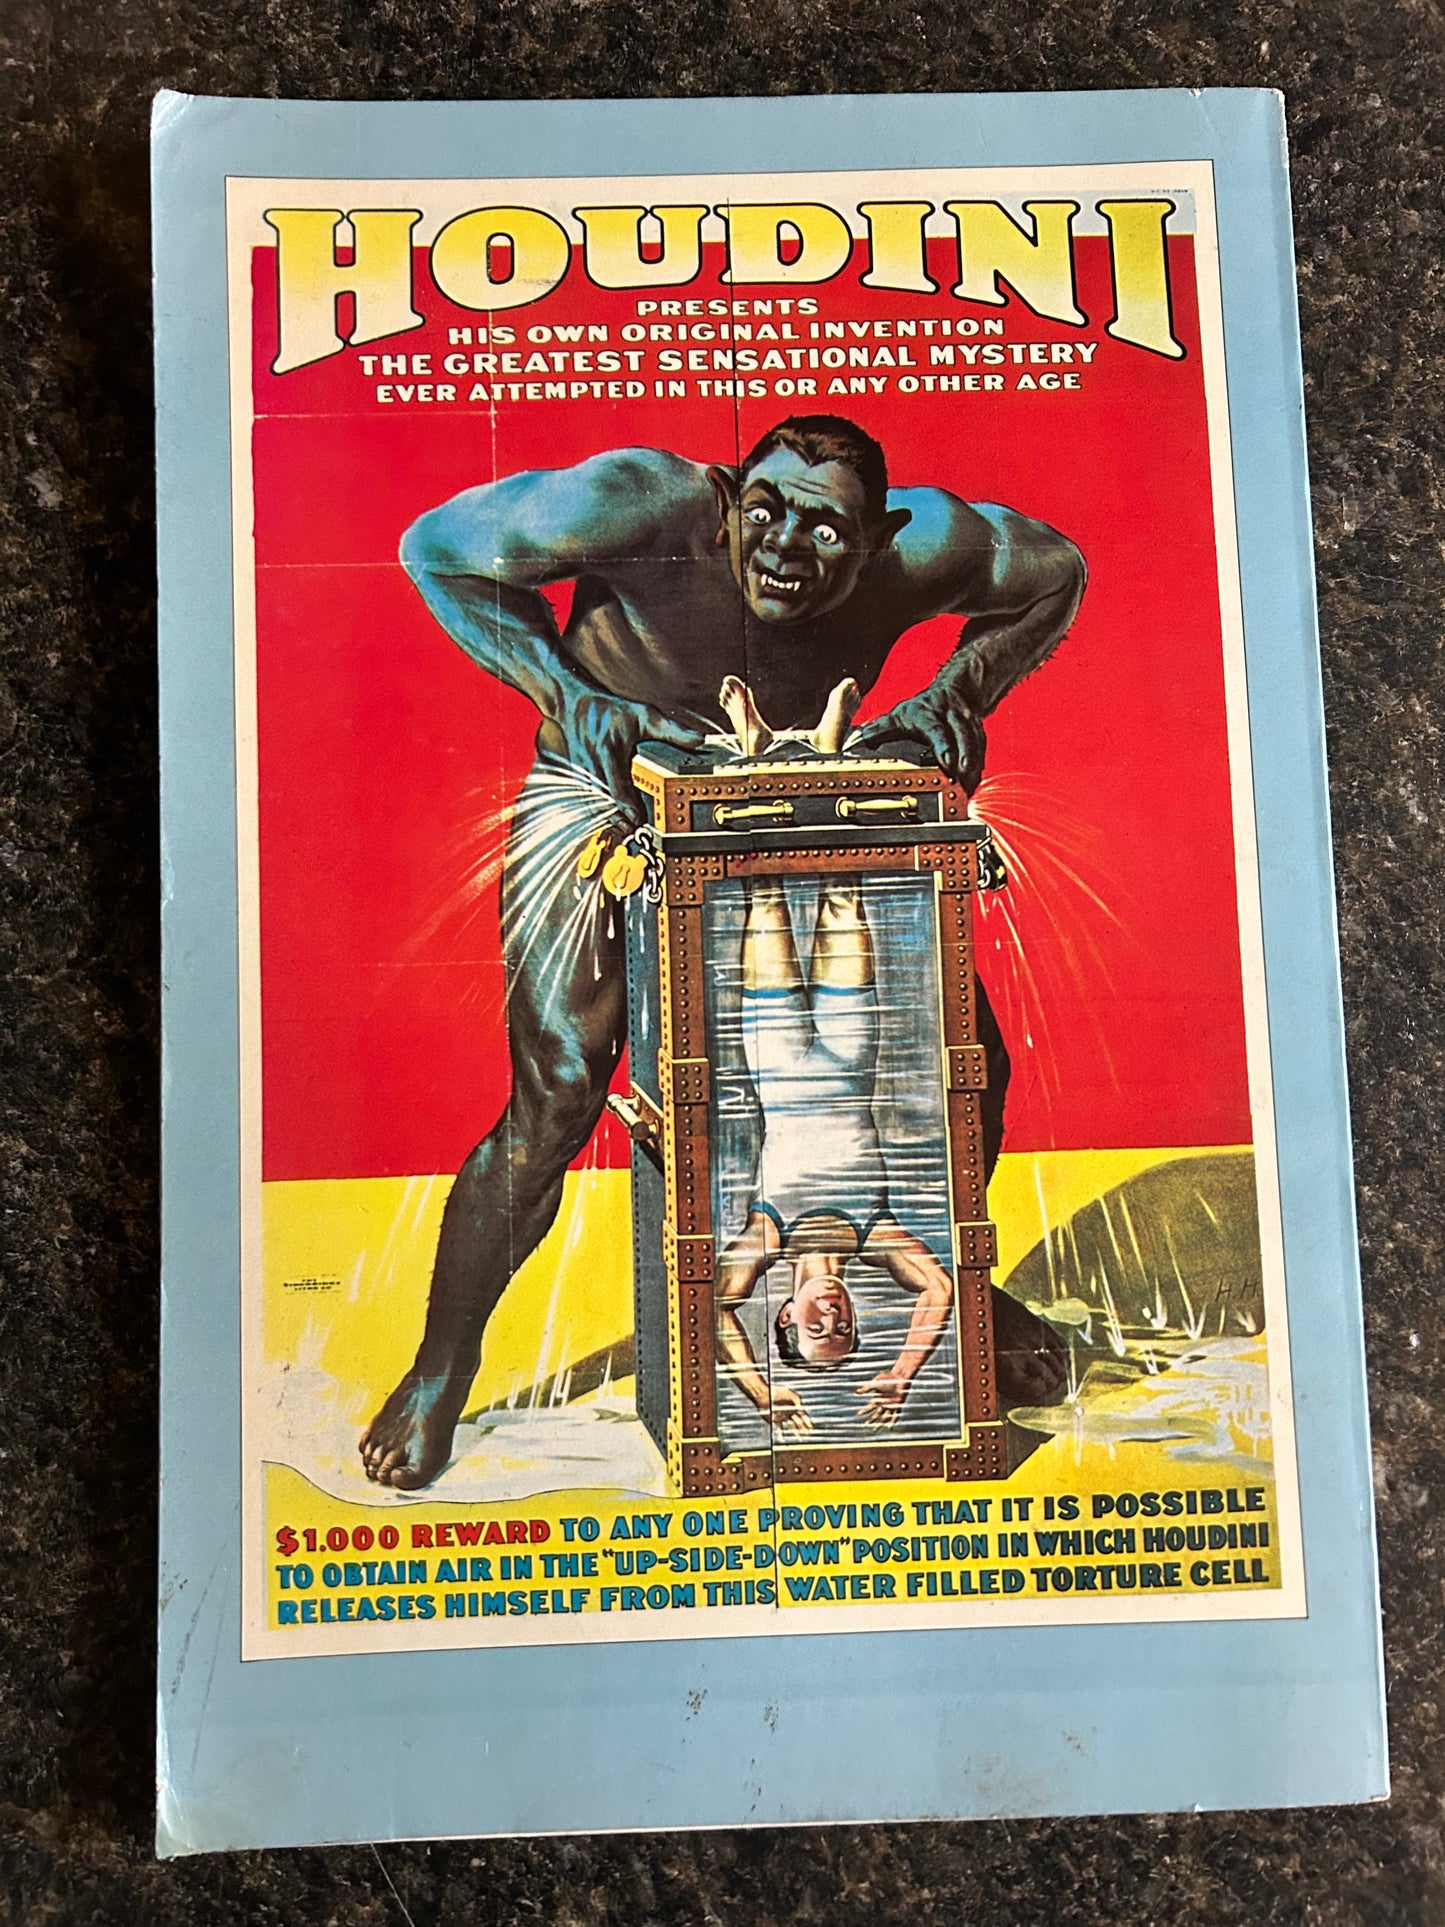 HOUDINI
PRESENTS
HIS OWN ORIGINAL INVENTION
THE GREATEST SENSATIONAL MYSTERY
EVER ATTEMPTED IN THIS OR ANY OTHER AGE
H H
$1.000 REWARD TO ANY ONE PROVING THAT IT IS POSSIBLE
TO OBTAIN AIR IN THE "UP-SIDE-DOWN" POSITION IN WHICH HOUDINI
RELEASES HIMSELF FROM THIS WATER FILLED TORTURE CELL